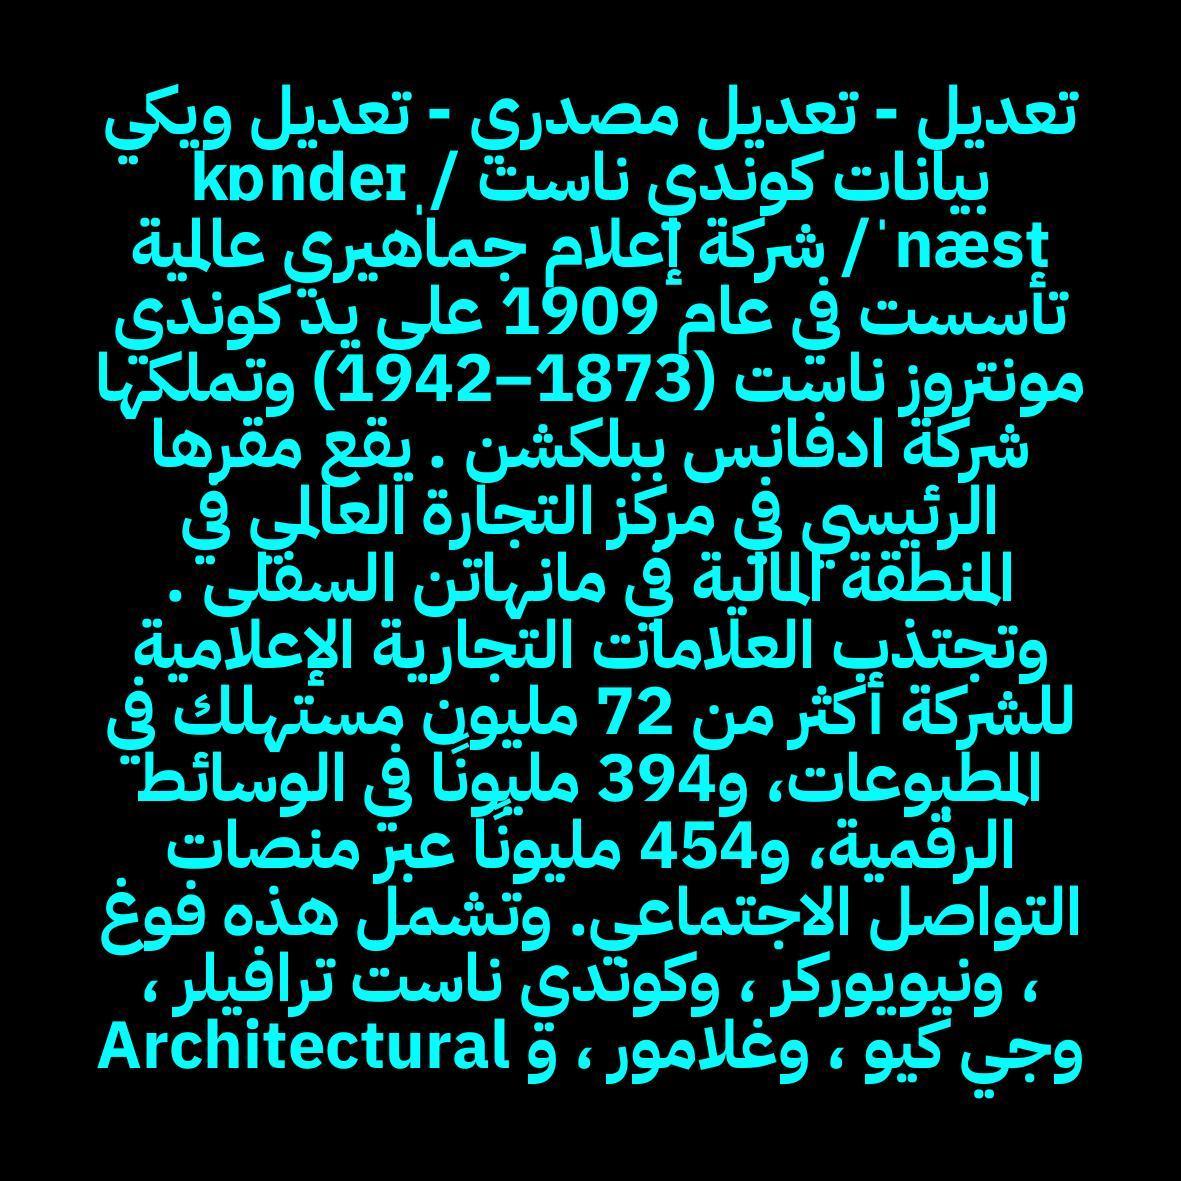 تعديل - تعديل مصدري - تعديل ويكي
بيانات كوندي ناست / ˌkɒndeɪ
ˈnæst/ شركة إعلام جماهيري عالمية
تأسست في عام 1909 على يد كوندي
مونتروز ناست (1873–1942) وتملكها
شركة ادفانس ببلكشن . يقع مقرها
الرئيسي في مركز التجارة العالمي في
المنطقة المالية في مانهاتن السفلى .
وتجتذب العلامات التجارية الإعلامية
للشركة أكثر من 72 مليون مستهلك في
المطبوعات، و394 مليونًا في الوسائط
الرقمية، و454 مليونًا عبر منصات
التواصل الاجتماعي. وتشمل هذه فوغ
، ونيويوركر ، وكوندي ناست ترافيلر ،
وجي كيو ، وغلامور ، و Architectural